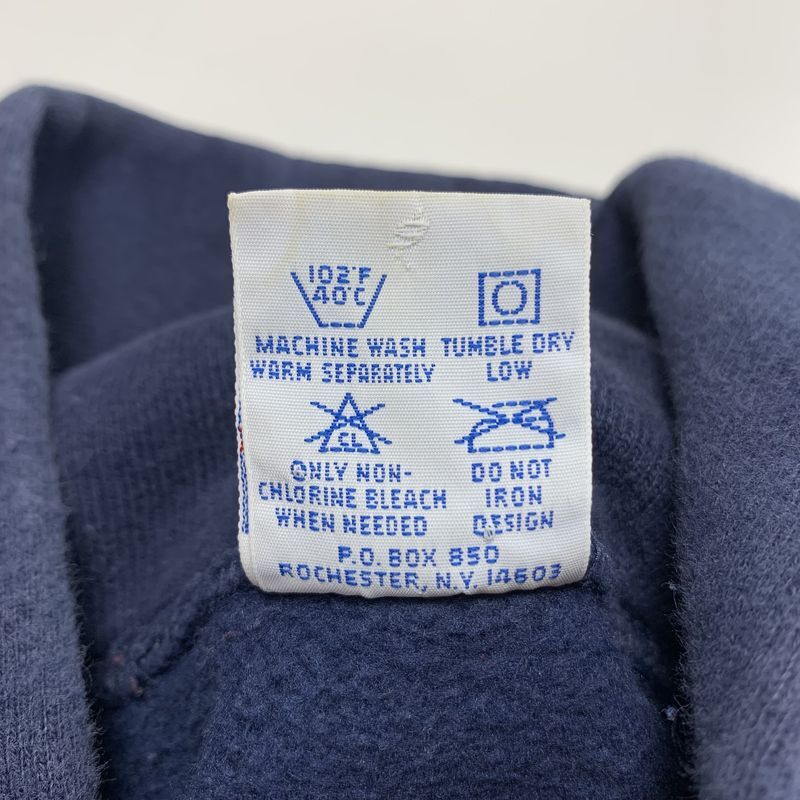 102°F
40°C
MACHINE WASH
WARM SEPARATELY
TUMBLE DRY
LOW
CL
ONLY NON-
CHLORINE BLEACH
WHEN NEEDED
DO NOT
IRON
DESIGN
P.O. BOX 850
ROCHESTER, N.Y. 14603